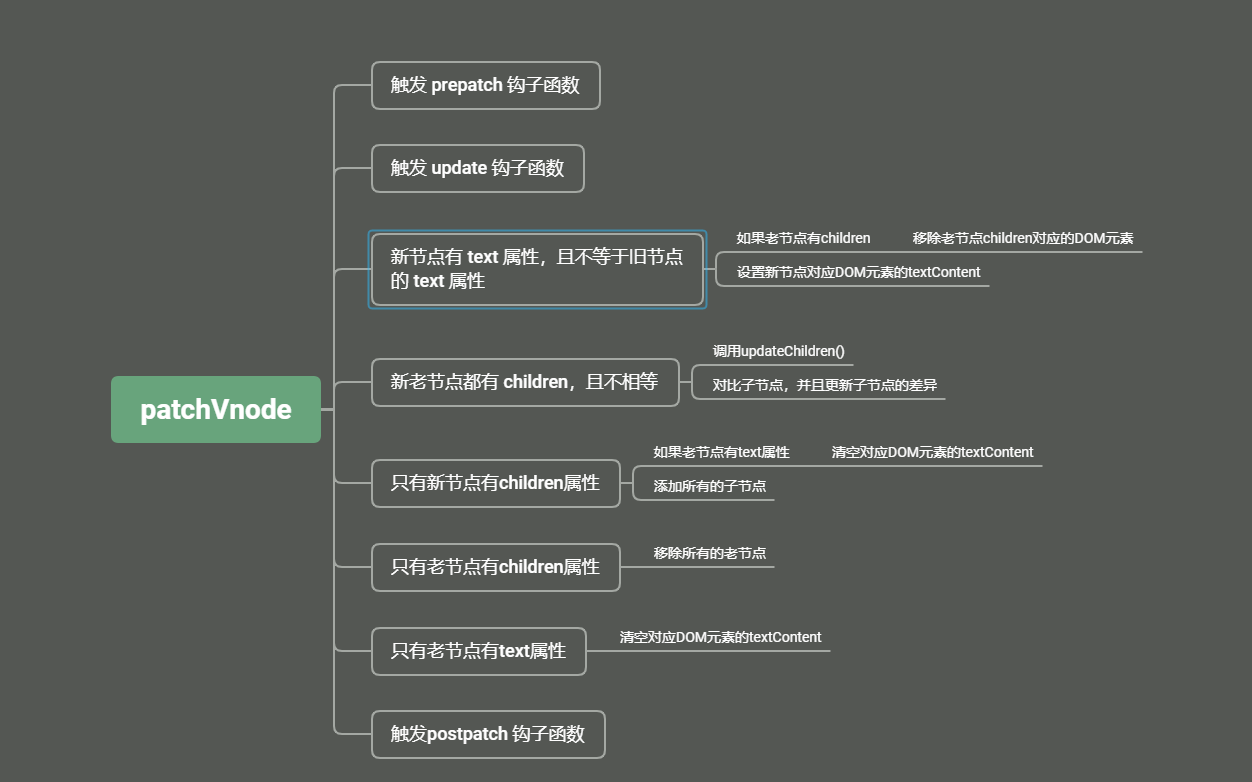 触发 prepatch 钩子函数
触发 update 钩子函数
新节点有 text 属性，且不等于旧节点
的 text 属性
如果老节点有children
移除老节点children对应的DOM元素
设置新节点对应DOM元素的textContent
patchVnode
新老节点都有 children，且不相等
调用updateChildren()
对比子节点，并且更新子节点的差异
只有新节点有children属性
如果老节点有text属性
清空对应DOM元素的textContent
添加所有的子节点
只有老节点有children属性
移除所有的老节点
只有老节点有text属性
清空对应DOM元素的textContent
触发postpatch 钩子函数